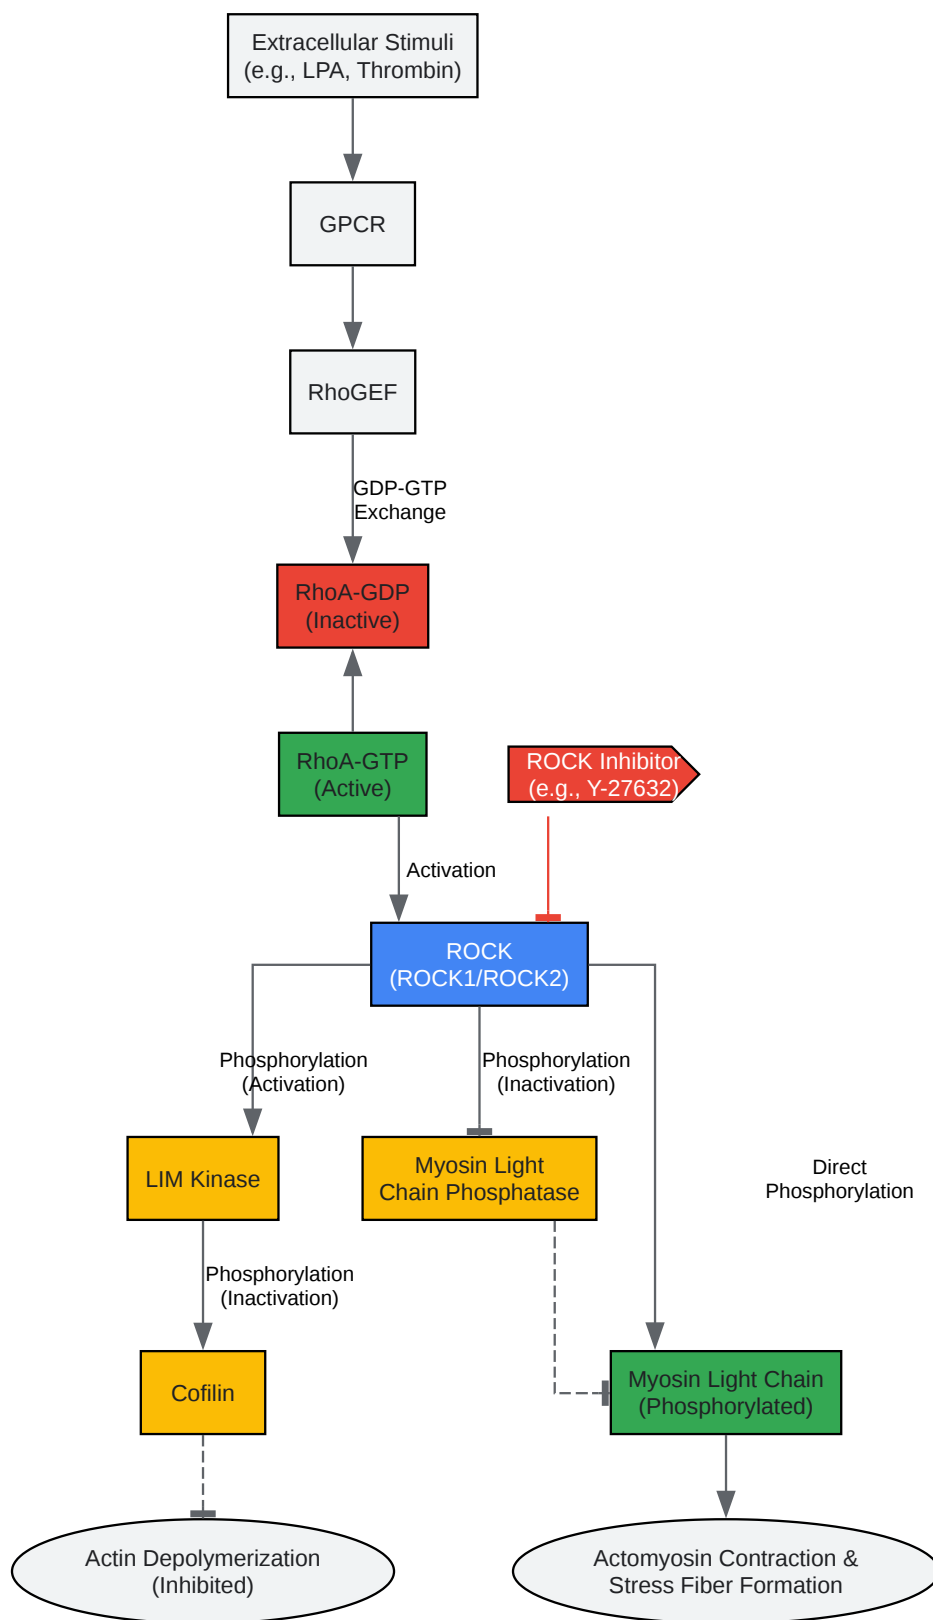 Extracellular Stimuli
(e.g., LPA, Thrombin)
GPCR
RhoGEF
GDP-GTP
Exchange
RhoA-GDP
(Inactive)
RhoA-GTP
(Active)
ROCK Inhibitor
(e.g., Y-27632)
Activation
ROCK
(ROCK1/ROCK2)
Phosphorylation
(Activation)
Phosphorylation
(Inactivation)
LIM Kinase
Myosin Light
Chain Phosphatase
Direct
Phosphorylation
Phosphorylation
(Inactivation)
Cofilin
Myosin Light Chain
(Phosphorylated)
Actin Depolymerization
(Inhibited)
Actomyosin Contraction &
Stress Fiber Formation